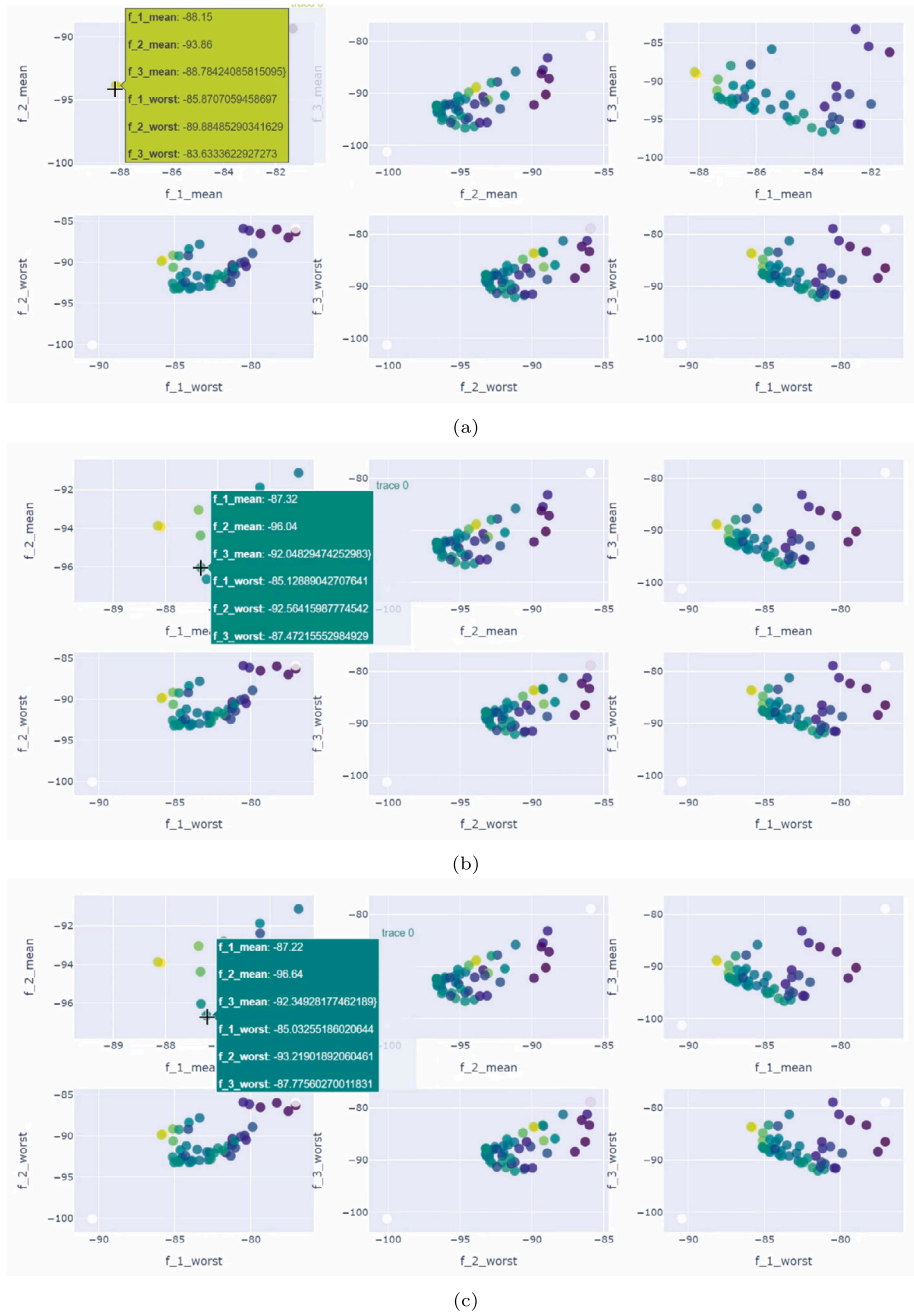 trace 0
f_1_mean: -88.15
f_2_mean: -93.86
f_3_mean: -88.78424085815095}
f_1_worst: -85.8707059458697
f_2_worst: -89.88485290341629
f_3_worst: -83.6333622927273
−90
−95
−100
f_2_mean
−88
−86
−84
−82
f_1_mean
f_3_mean
−80
−90
−100
−100
−95
−90
−85
f_2_mean
f_3_mean
−85
−90
−95
−100
−88
−86
−84
−82
f_1_mean
f_2_worst
−85
−90
−95
−100
−90
−85
−80
f_1_worst
f_3_worst
−80
−90
−100
−100
−95
−90
−85
f_2_worst
f_3_worst
−80
−90
−100
−90
−85
−80
f_1_worst
(a)
f_2_mean
−92
−94
−96
−89
−88
f_1_mea
trace 0
f_1_mean: -87.32
f_2_mean: -96.04
f_3_mean: -92.04829474252983}
f_1_worst: -85.12889042707641
f_2_worst: -92.56415987774542
f_3_worst: -87.47215552984929
−80
−100
−95
−90
−85
f_2_mean
f_3_mean
−80
−90
−100
−90
−85
−80
f_1_mean
f_2_worst
−85
−90
−95
−100
−90
−85
−80
f_1_worst
f_3_worst
−80
−90
−100
−100
−95
−90
−85
f_2_worst
f_3_worst
−80
−90
−100
−90
−85
−80
f_1_worst
(b)
f_2_mean
−92
−94
−96
−89
−88
f_1_mea
trace 0
f_1_mean: -87.22
f_2_mean: -96.64
f_3_mean: -92.34928177462189}
f_1_worst: -85.03255186020644
f_2_worst: -93.21901892060461
f_3_worst: -87.77560270011831
−80
−100
−95
−90
−85
f_2_mean
f_3_mean
−80
−90
−100
−90
−85
−80
f_1_mean
f_2_worst
−85
−90
−95
−100
−90
−85
−80
f_1_worst
f_3_worst
−80
−90
−100
−100
−95
−90
−85
f_2_worst
f_3_worst
−80
−90
−100
−90
−85
−80
f_1_worst
(c)